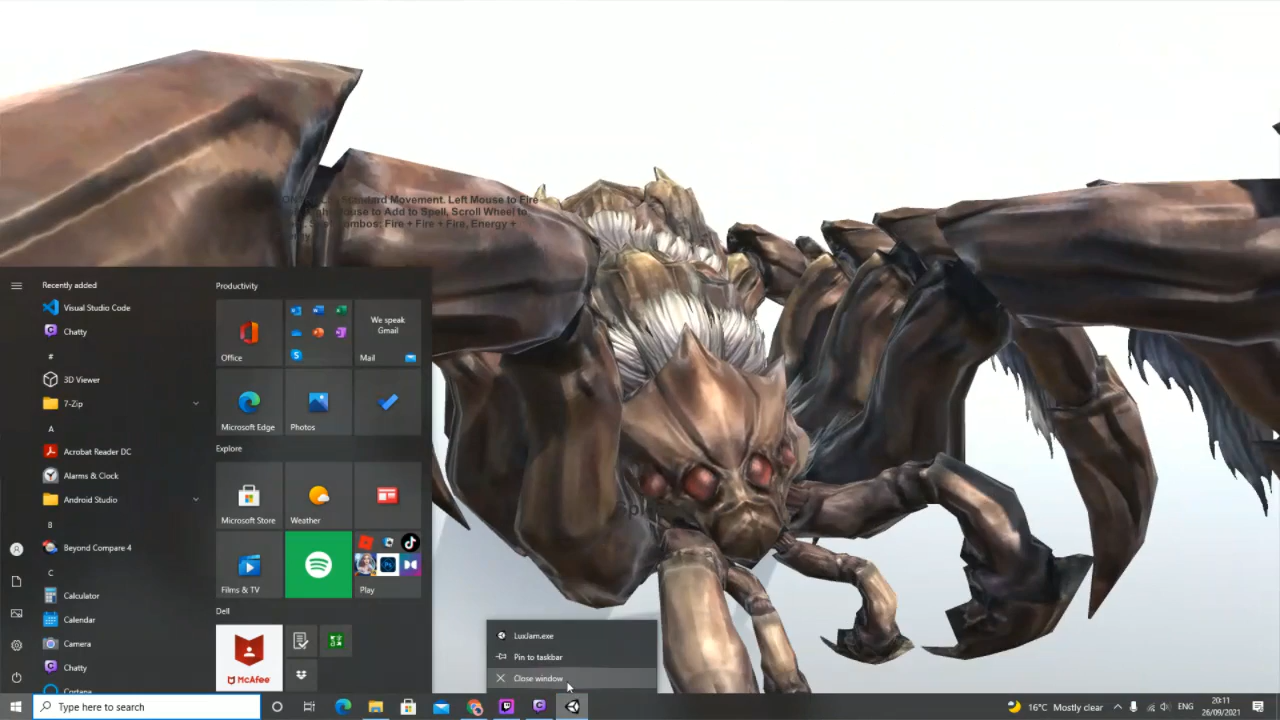 Standard Movement. Left Mouse to Fire
Mouse to Add to Spell, Scroll Wheel to
Combos: Fire + Fire + Fire, Energy +
Recently added
Visual Studio Code
Chatty
#
3D Viewer
7-Zip
A
Acrobat Reader DC
Alarms & Clock
Android Studio
B
Beyond Compare 4
C
Calculator
Calendar
Camera
Chatty
Cortana
Productivity
Office
We speak
Gmail
Mail
Microsoft Edge
Photos
Explore
Microsoft Store
Weather
Films & TV
Play
Dell
McAfee
LuxJam.exe
Pin to taskbar
Close window
Type here to search
16°C Mostly clear
ENG
20:11
26/09/2021